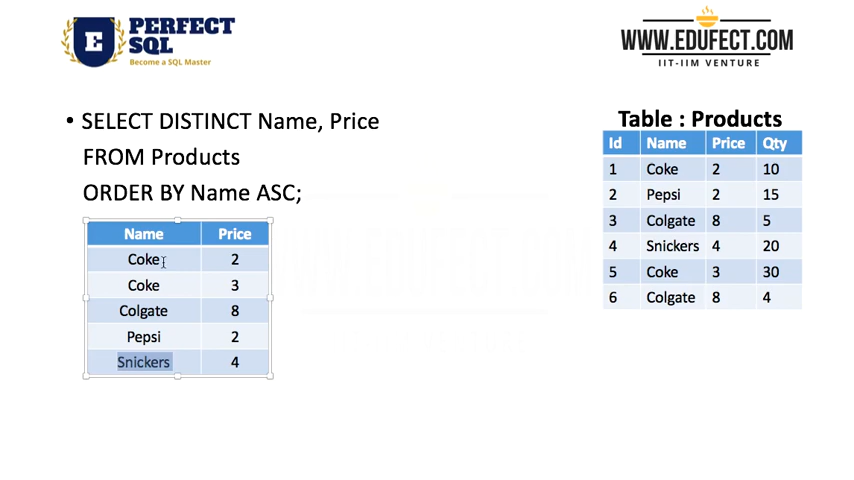 PERFECT
SQL
Become a SQL Master
E
WWW.EDUFECT.COM
IIT-IIM VENTURE
• SELECT DISTINCT Name, Price
FROM Products
ORDER BY Name ASC;
Name Price
Coke 2
Coke 3
Colgate 8
Pepsi 2
Snickers 4
Table : Products
Id Name Price Qty
1 Coke 2 10
2 Pepsi 2 15
3 Colgate 8 5
4 Snickers 4 20
5 Coke 3 30
6 Colgate 8 4
WWW.EDUFECT.COM